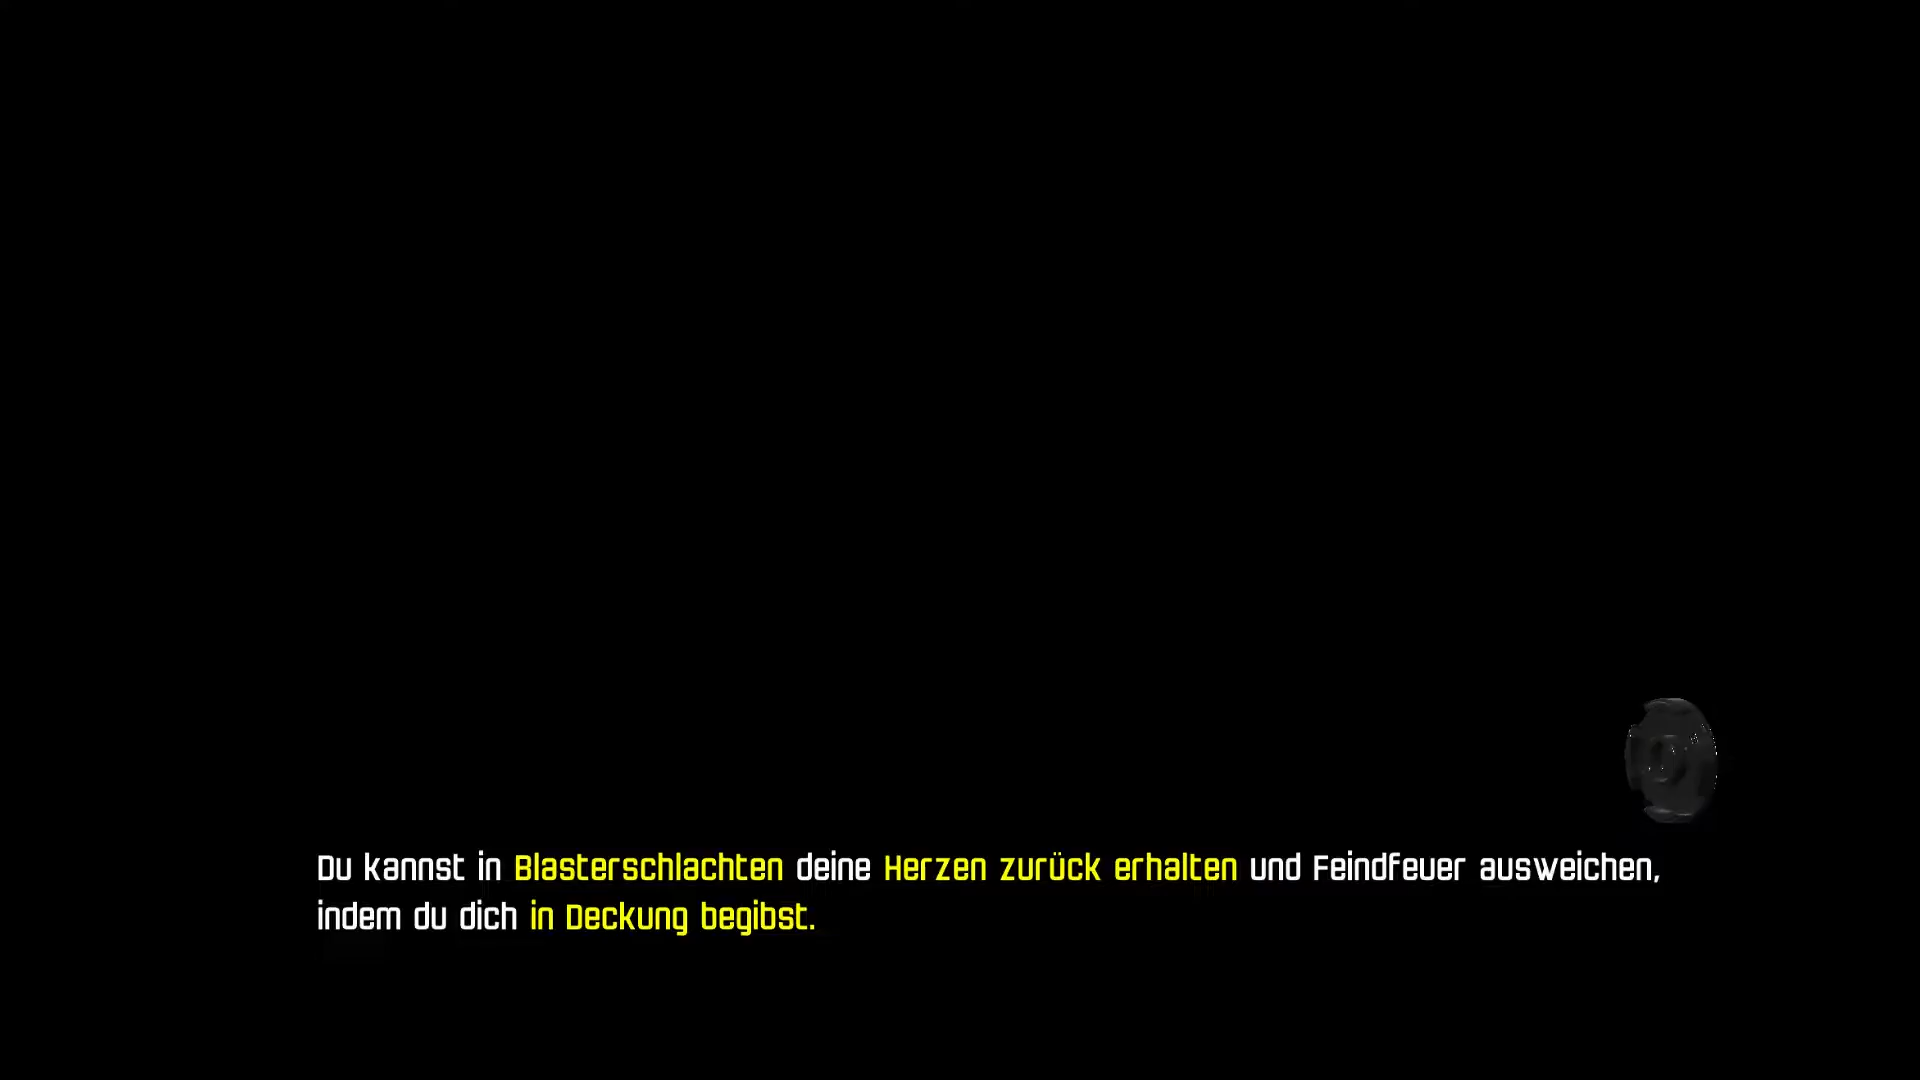 Du kannst in Blasterschlachten deine Herzen zurück erhalten und Feindfeuer ausweichen,
indem du dich in Deckung begibst.